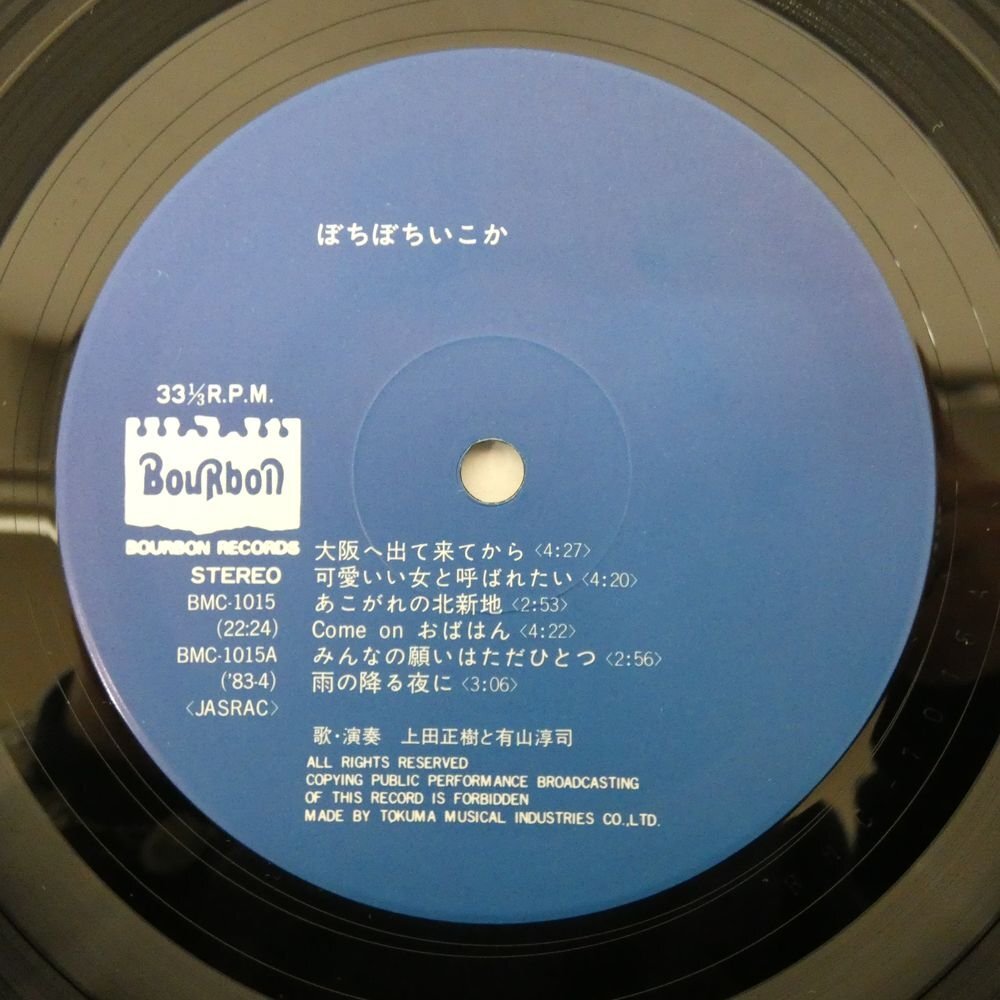 ぼちぼちいこか
33⅓R.P.M.
BouRbon
BOURBON RECORDS
STEREO
BMC-1015
(22:24)
BMC-1015A
('83-4)
〈JASRAC〉
大阪へ出て来てから〈4:27〉
可愛いい女と呼ばれたい〈4:20〉
あこがれの北新地〈2:53〉
Come on おばはん〈4:22〉
みんなの願いはただひとつ〈2:56〉
雨の降る夜に〈3:06〉
歌・演奏 上田正樹と有山淳司
ALL RIGHTS RESERVED
COPYING PUBLIC PERFORMANCE BROADCASTING
OF THIS RECORD IS FORBIDDEN
MADE BY TOKUMA MUSICAL INDUSTRIES CO.,LTD.